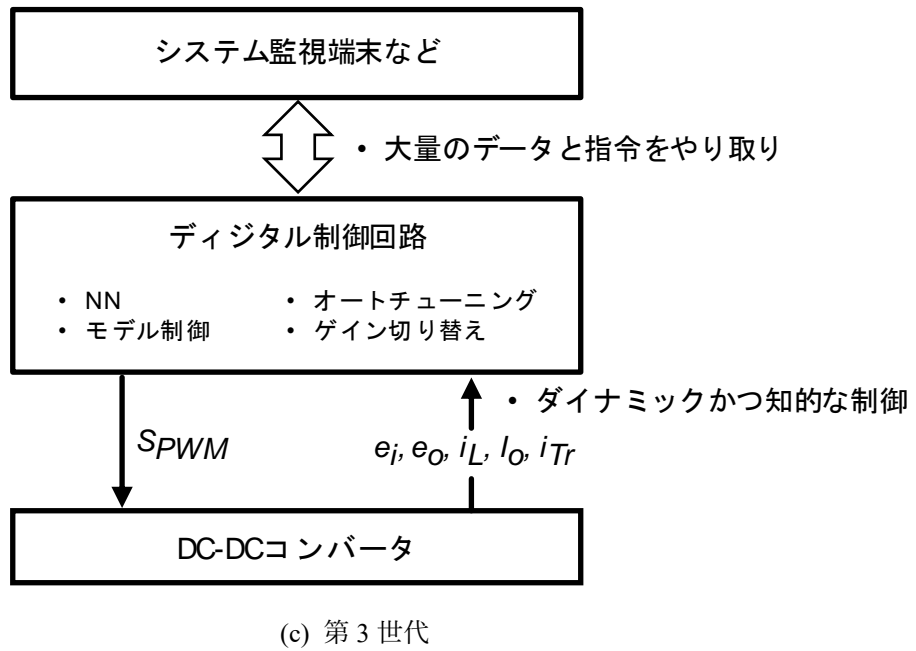 システム監視端末など
・ 大量のデータと指令をやり取り
ディジタル制御回路
・ NN
・ オートチューニング
・ モデル制御
・ ゲイン切り替え
・ ダイナミックかつ知的な制御
SPWM
ei, eo, iL, Io, iTr
DC-DCコンバータ
(c) 第 3 世代